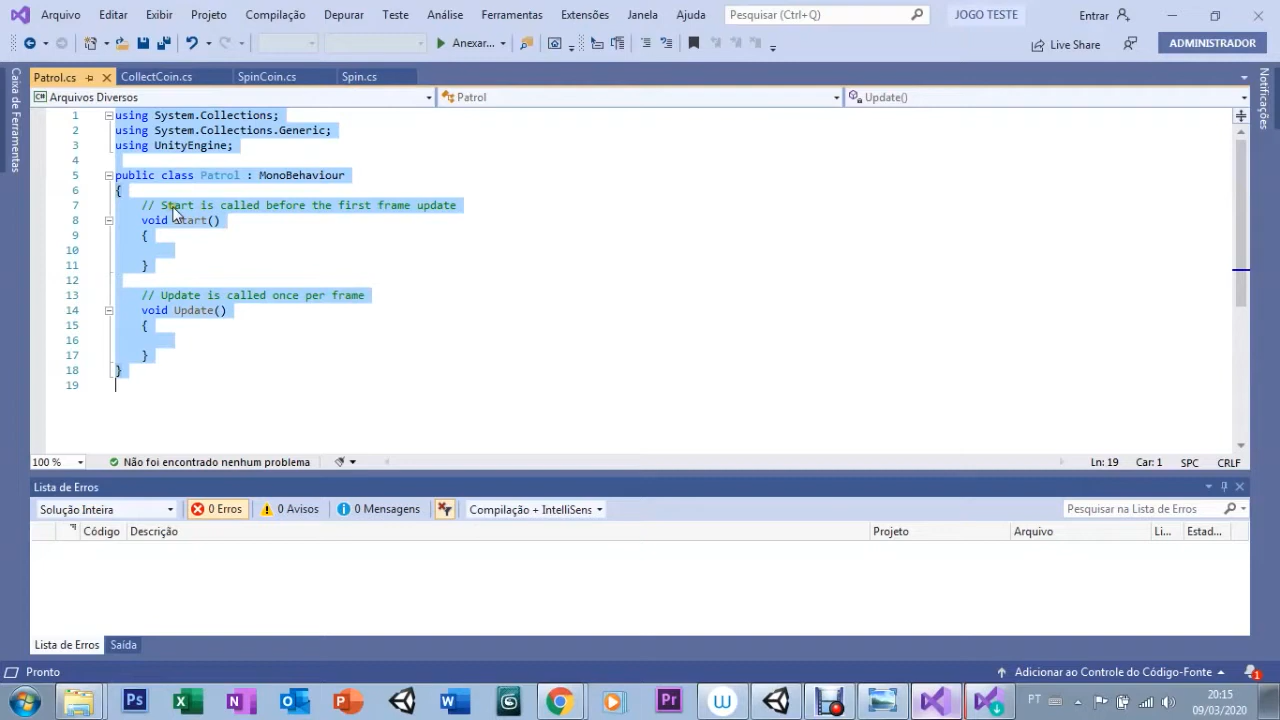 Arquivo Editar Exibir Projeto Compilação Depurar Teste Análise Ferramentas Extensões Janela Ajuda Pesquisar (Ctrl+Q) JOGO TESTE Entrar
Anexar... Live Share ADMINISTRADOR
Patrol.cs CollectCoin.cs SpinCoin.cs Spin.cs
Arquivos Diversos Patrol Update()
Caixa de Ferramentas
Notificações
1 using System.Collections;
2 using System.Collections.Generic;
3 using UnityEngine;
4
5 public class Patrol : MonoBehaviour
6 {
7 // Start is called before the first frame update
8 void Start()
9 {
10
11 }
12
13 // Update is called once per frame
14 void Update()
15 {
16
17 }
18 }
19
100 % Não foi encontrado nenhum problema Ln: 19 Car: 1 SPC CRLF
Lista de Erros
Solução Inteira 0 Erros 0 Avisos 0 Mensagens Compilação + IntelliSens Pesquisar na Lista de Erros
Código Descrição Projeto Arquivo Li... Estad...
Lista de Erros Saída
Pronto Adicionar ao Controle do Código-Fonte 1
Ps W Pr W PT 20:15
09/03/2020